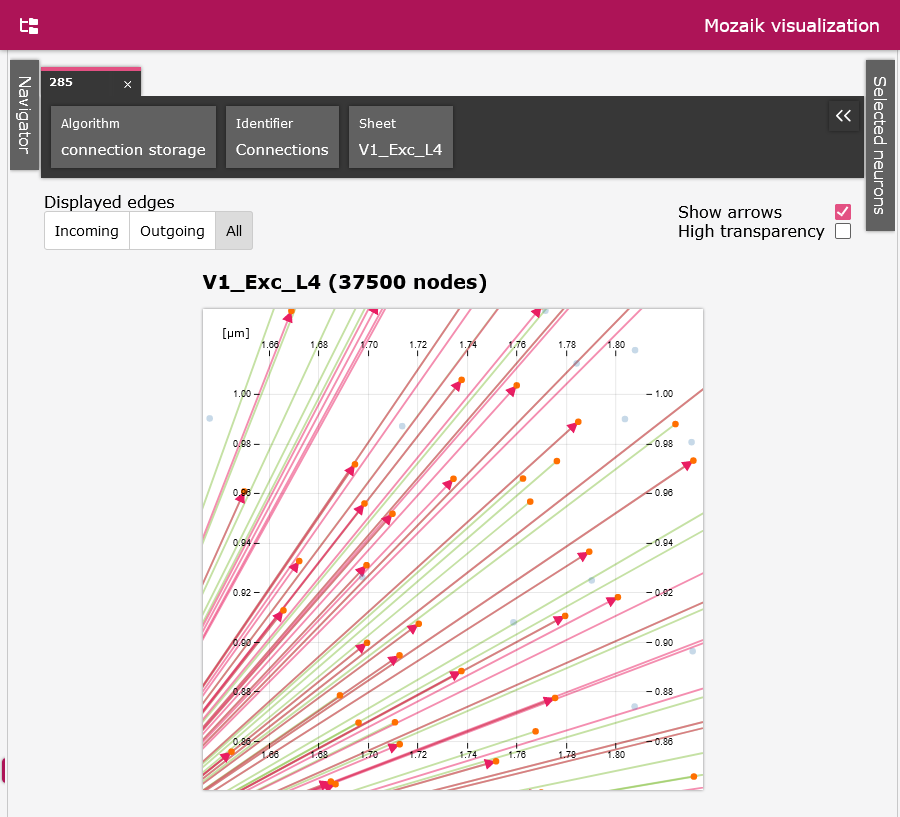 Mozaik visualization
Navigator
285 ×
Algorithm
connection storage
Identifier
Connections
Sheet
V1_Exc_L4
Selected neurons
Displayed edges
Incoming Outgoing All
Show arrows
High transparency
V1_Exc_L4 (37500 nodes)
[μm]
1.66 1.68 1.70 1.72 1.74 1.76 1.78 1.80
1.00 1.00
0.98 0.98
0.96 0.96
0.94 0.94
0.92 0.92
0.90 0.90
0.88 0.88
0.86 0.86
1.66 1.68 1.70 1.72 1.74 1.76 1.78 1.80